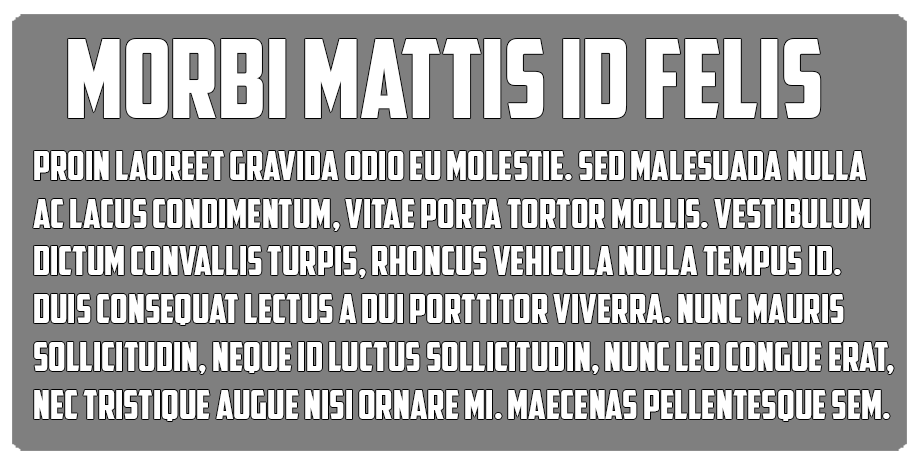 MORBI MATTIS ID FELIS
PROIN LAOREET GRAVIDA ODIO EU MOLESTIE. SED MALESUADA NULLA
AC LACUS CONDIMENTUM, VITAE PORTA TORTOR MOLLIS. VESTIBULUM
DICTUM CONVALLIS TURPIS, RHONCUS VEHICULA NULLA TEMPUS ID.
DUIS CONSEQUAT LECTUS A DUI PORTTITOR VIVERRA. NUNC MAURIS
SOLLICITUDIN, NEQUE ID LUCTUS SOLLICITUDIN, NUNC LEO CONGUE ERAT,
NEC TRISTIQUE AUGUE NISI ORNARE MI. MAECENAS PELLENTESQUE SEM.